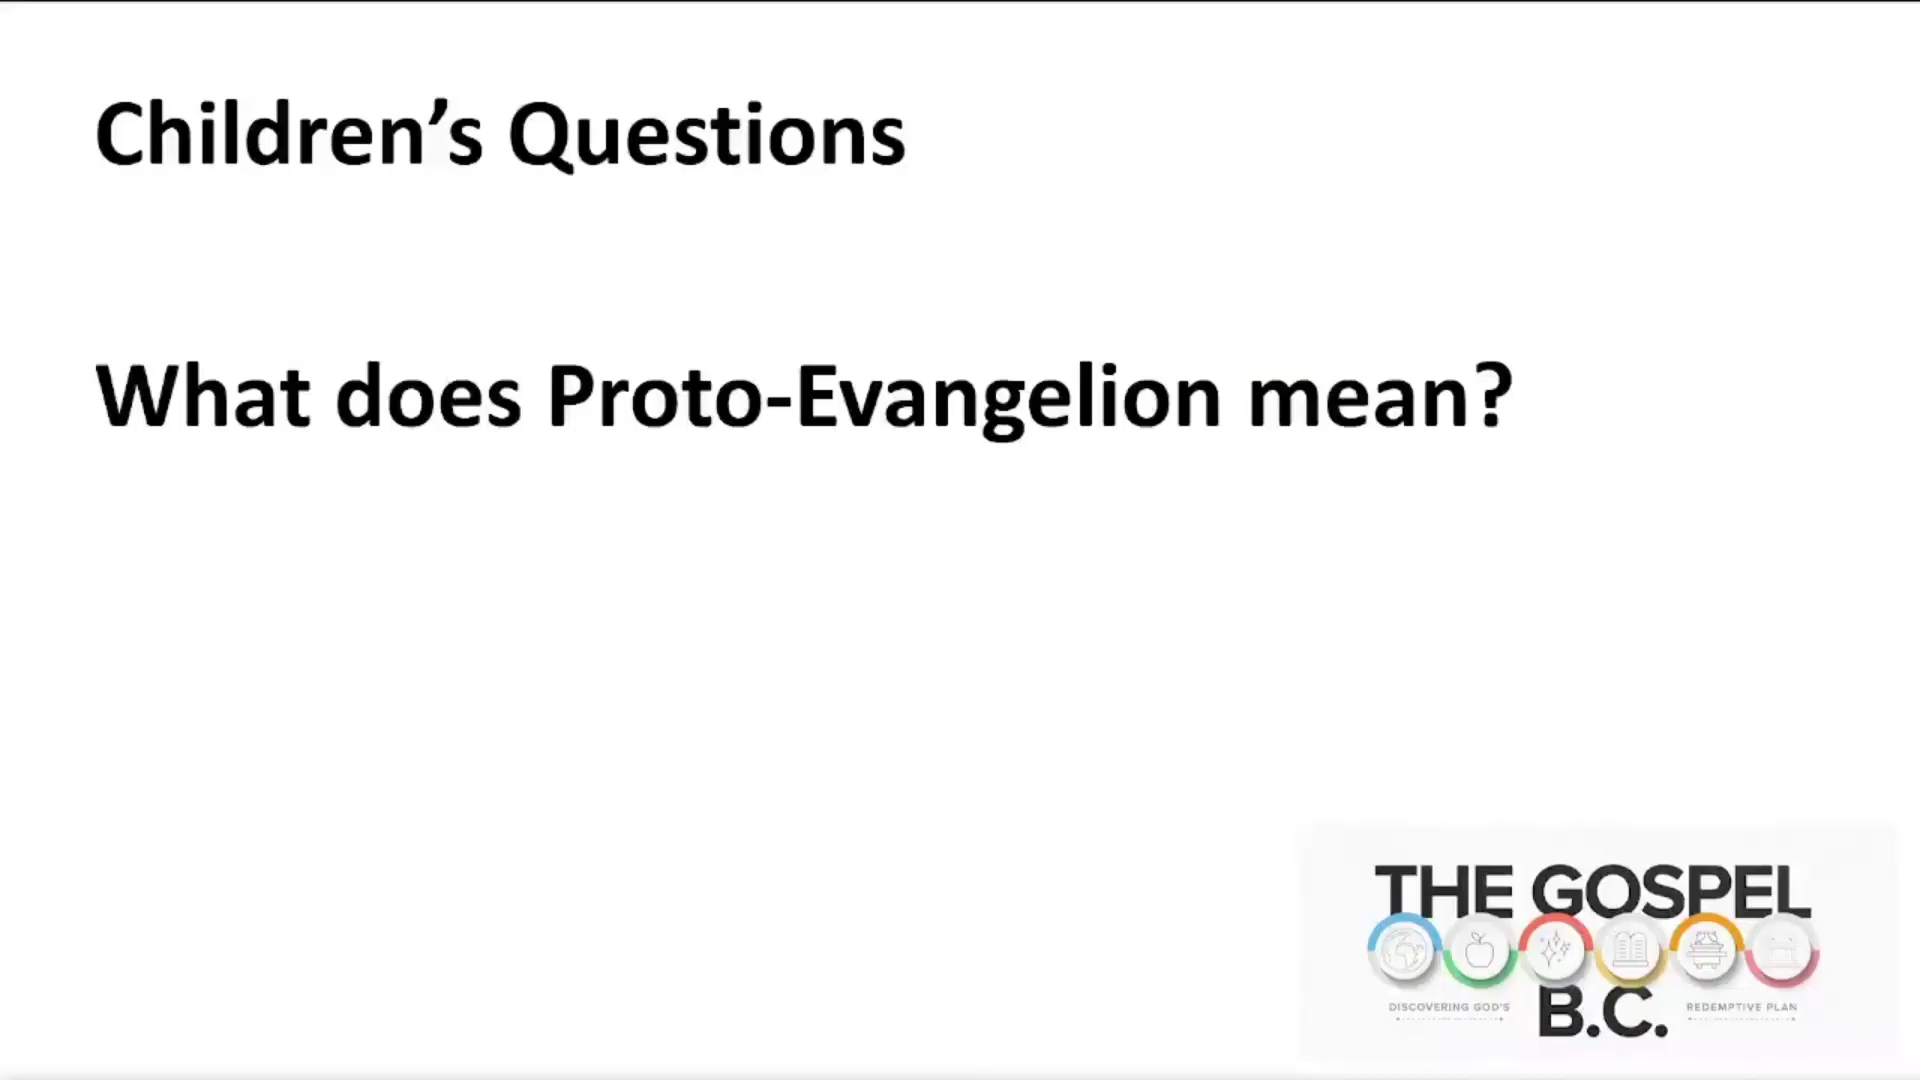 Children’s Questions
What does Proto-Evangelion mean?
THE GOSPEL
DISCOVERING GOD'S
REDEMPTIVE PLAN
B.C.